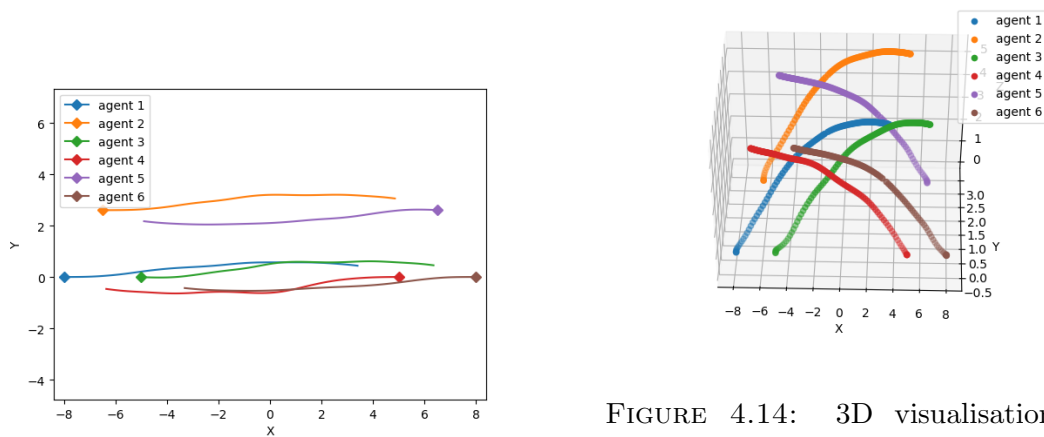 agent 1
agent 2
agent 3
agent 4
agent 5
agent 6
6
4
2
0
−2
−4
Y
−8 −6 −4 −2 0 2 4 6 8
X
agent 1
agent 2
agent 3
agent 4
agent 5
agent 6
5
4
3
2
1
0
Z
3.0
2.5
2.0
1.5
1.0
0.5
0.0
−0.5
Y
−8 −6 −4 −2 0 2 4 6 8
X
FIGURE 4.14: 3D visualisation